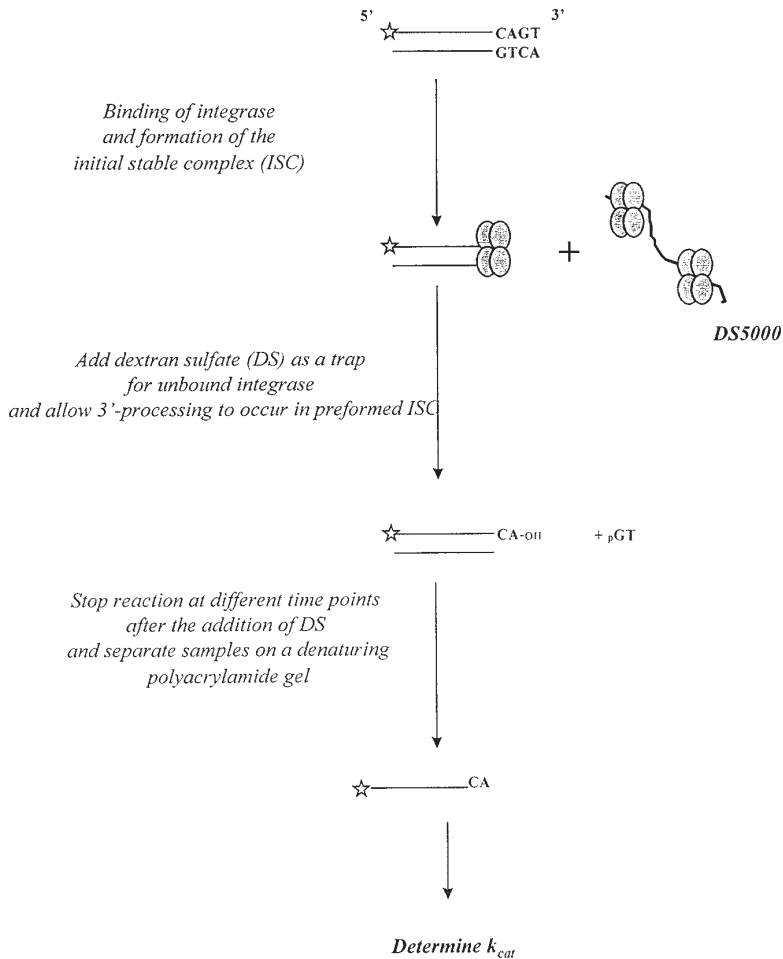 5' 3'
CAGT
GTCA
Binding of integrase
and formation of the
initial stable complex (ISC)
+
DS5000
Add dextran sulfate (DS) as a trap
for unbound integrase
and allow 3'-processing to occur in preformed ISC
CA-OH + pGT
Stop reaction at different time points
after the addition of DS
and separate samples on a denaturing
polyacrylamide gel
CA
Determine kcat